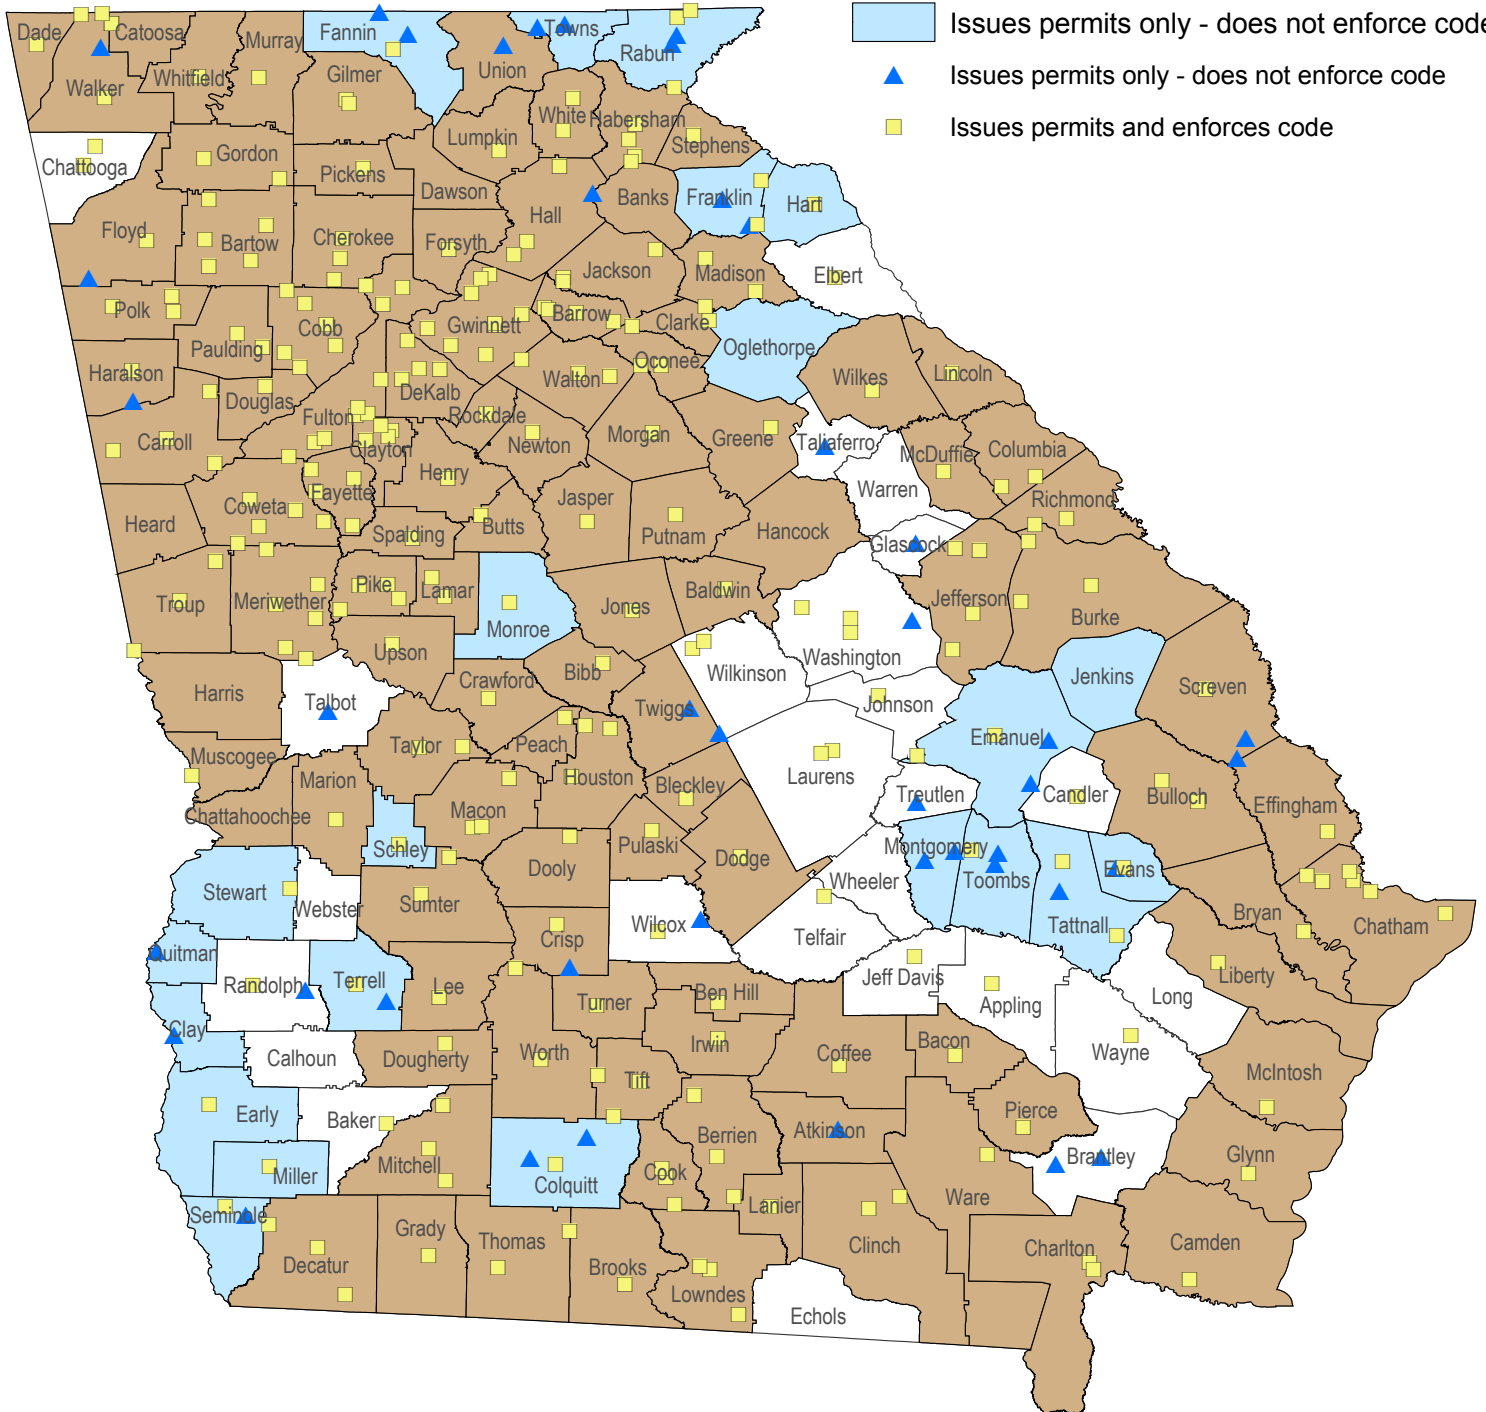 Issues permits only - does not enforce code
Issues permits only - does not enforce code
Issues permits and enforces code
Dade
Catoosa
Murray
Fannin
Towns
Rabun
Union
Walker
Whitfield
Gilmer
White
Habersham
Lumpkin
Stephens
Chattooga
Gordon
Pickens
Dawson
Banks
Franklin
Hart
Hall
Floyd
Bartow
Cherokee
Forsyth
Jackson
Madison
Elbert
Polk
Cobb
Gwinnett
Barrow
Clarke
Oglethorpe
Paulding
Haralson
Walton
Oconee
Wilkes
Lincoln
Douglas
DeKalb
Rockdale
Fulton
Carroll
Clayton
Newton
Morgan
Greene
Taliaferro
McDuffie
Columbia
Henry
Warren
Richmond
Coweta
Fayette
Heard
Spalding
Butts
Jasper
Putnam
Hancock
Glascock
Troup
Meriwether
Pike
Lamar
Monroe
Jones
Baldwin
Jefferson
Burke
Upson
Bibb
Wilkinson
Washington
Jenkins
Screven
Harris
Talbot
Crawford
Twiggs
Johnson
Emanuel
Muscogee
Taylor
Peach
Houston
Bleckley
Laurens
Treutlen
Candler
Bulloch
Effingham
Marion
Chattahoochee
Macon
Schley
Dooly
Pulaski
Dodge
Montgomery
Wheeler
Toombs
Evans
Stewart
Webster
Sumter
Crisp
Wilcox
Telfair
Tattnall
Bryan
Chatham
Quitman
Randolph
Terrell
Lee
Turner
Ben Hill
Jeff Davis
Appling
Long
Liberty
Clay
Calhoun
Dougherty
Worth
Tift
Irwin
Coffee
Bacon
Wayne
McIntosh
Early
Baker
Miller
Mitchell
Colquitt
Cook
Berrien
Atkinson
Pierce
Brantley
Glynn
Seminole
Decatur
Grady
Thomas
Brooks
Lowndes
Lanier
Clinch
Ware
Echols
Charlton
Camden